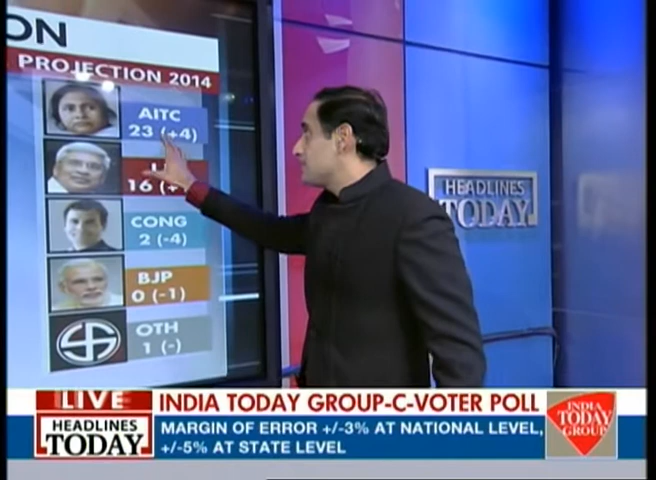 ON
PROJECTION 2014
AITC
23 (+4)
16 (+
CONG
2 (-4)
BJP
0 (-1)
OTH
1 (-)
HEADLINES
TODAY
LIVE
HEADLINES
TODAY
INDIA TODAY GROUP-C-VOTER POLL
MARGIN OF ERROR +/-3% AT NATIONAL LEVEL,
+/-5% AT STATE LEVEL
INDIA
TODAY
GROUP